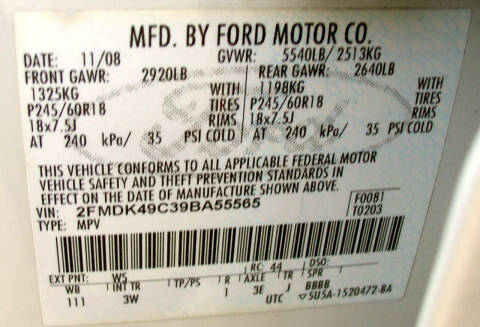 MFD. BY FORD MOTOR CO.
DATE: 11/08 GVWR: 5540LB/ 2513KG
FRONT GAWR: 2920LB REAR GAWR: 2640LB
1325KG WITH 1198KG WITH
P245/60R18 TIRES P245/60R18 TIRES
18x7.5J RIMS 18x7.5J RIMS
AT 240 kPa/ 35 PSI COLD AT 240 kPa/ 35 PSI COLD
THIS VEHICLE CONFORMS TO ALL APPLICABLE FEDERAL MOTOR
VEHICLE SAFETY AND THEFT PREVENTION STANDARDS IN
EFFECT ON THE DATE OF MANUFACTURE SHOWN ABOVE.
VIN: 2FMDK49C39BA55565 F0081
TYPE: MPV T0203
EXT PNT: WS RC: 44 DSO:
WB INT TR TP/PS R AXLE TR SPR
111 3W 1 3E J BBBB
UTC 5U5A-1520472-BA
Ford